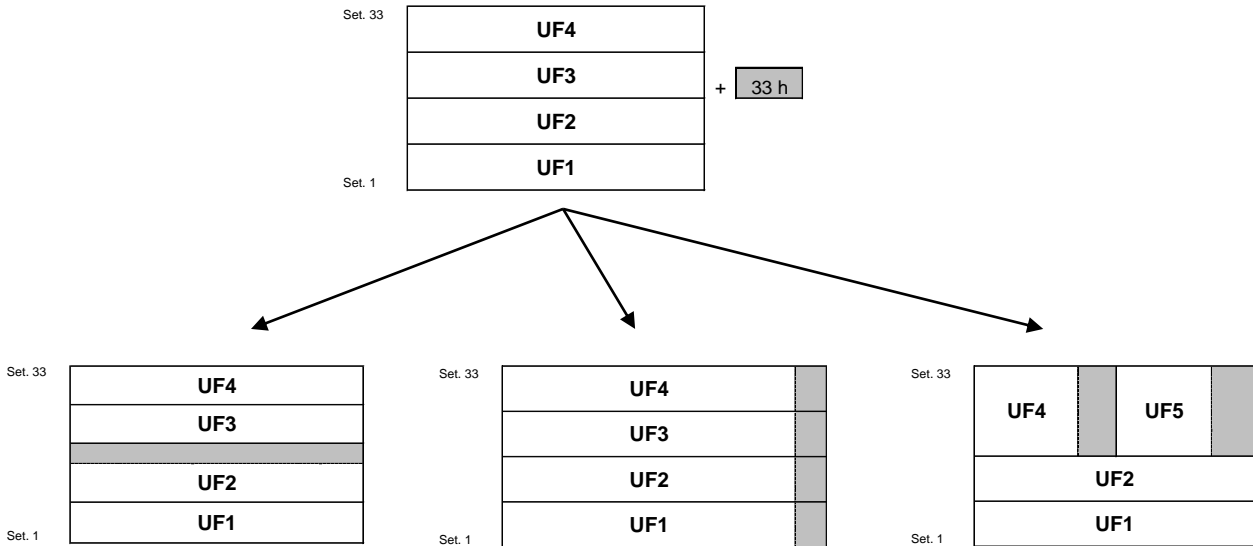 Set. 33
UF4
UF3
+ 33 h
UF2
UF1
Set. 1
Set. 33
UF4
UF3
UF2
UF1
Set. 1
Set. 33
UF4
UF3
UF2
UF1
Set. 1
Set. 33
UF4 UF5
UF2
UF1
Set. 1